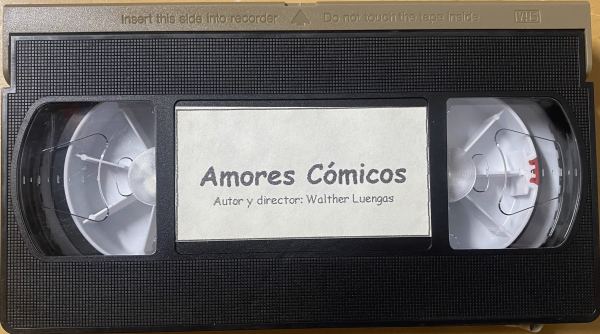 Insert this side into recorder Do not touch the tape inside VHS
Amores Cómicos
Autor y director: Walther Luengas